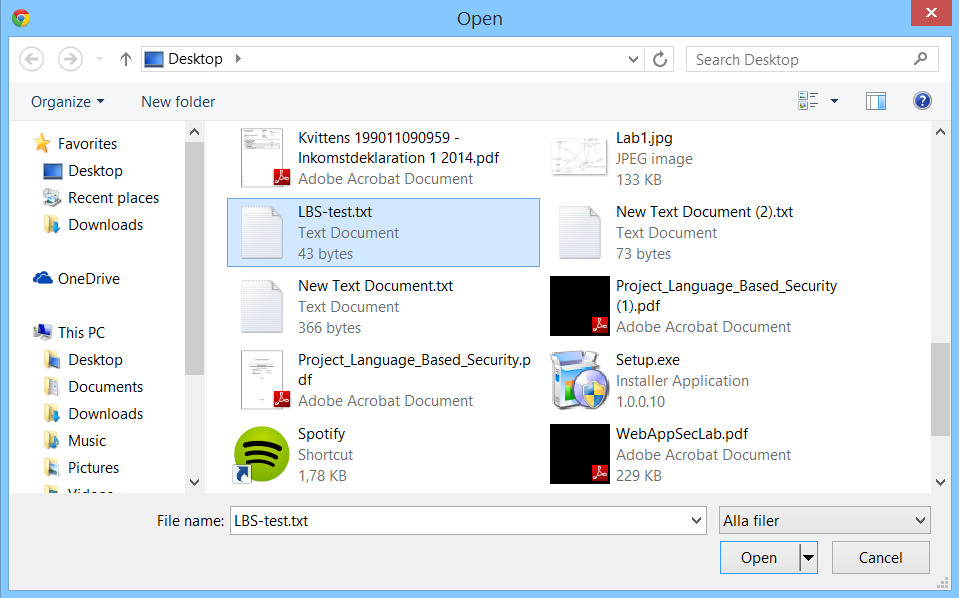 Open
Desktop
Search Desktop
Organize
New folder
Favorites
Desktop
Recent places
Downloads
OneDrive
This PC
Desktop
Documents
Downloads
Music
Pictures
Videos
Kvittens 199011090959 -
Inkomstdeklaration 1 2014.pdf
Adobe Acrobat Document
Lab1.jpg
JPEG image
133 KB
LBS-test.txt
Text Document
43 bytes
New Text Document (2).txt
Text Document
73 bytes
New Text Document.txt
Text Document
366 bytes
Project_Language_Based_Security
(1).pdf
Adobe Acrobat Document
Project_Language_Based_Security.p
df
Adobe Acrobat Document
Setup.exe
Installer Application
1.0.0.10
Spotify
Shortcut
1,78 KB
WebAppSecLab.pdf
Adobe Acrobat Document
229 KB
File name:
LBS-test.txt
Alla filer
Open
Cancel